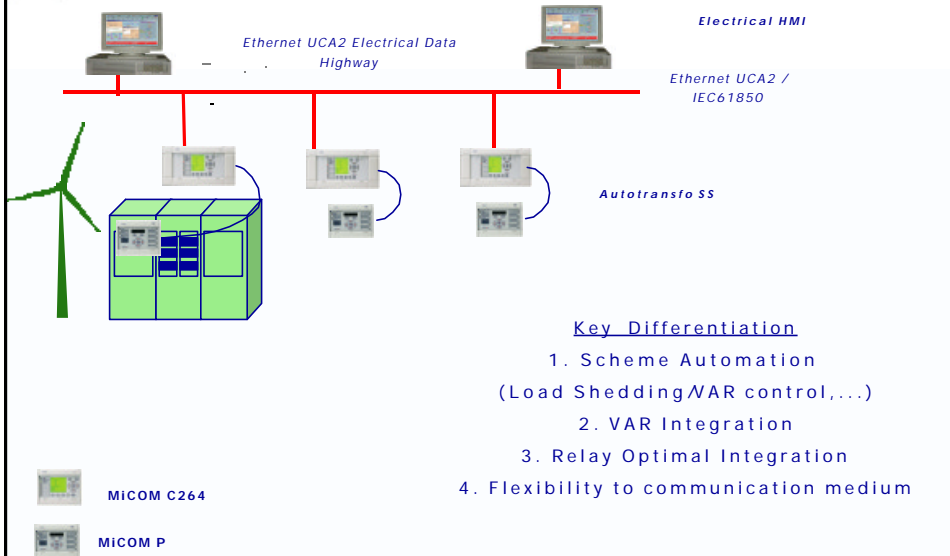 Electrical HMI
Ethernet UCA2 Electrical Data
Highway
Ethernet UCA2 /
IEC61850
Autotransfo SS
Key Differentiation
1. Scheme Automation
(Load Shedding/VAR control,...)
2. VAR Integration
3. Relay Optimal Integration
4. Flexibility to communication medium
MiCOM C264
MiCOM P